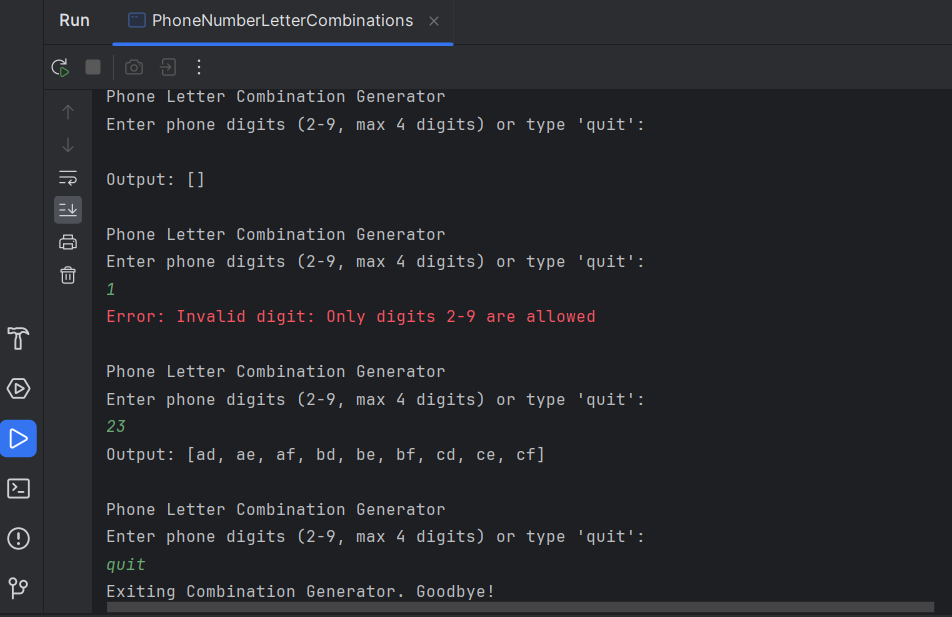 Run PhoneNumberLetterCombinations
Phone Letter Combination Generator
Enter phone digits (2-9, max 4 digits) or type 'quit':
Output: []
Phone Letter Combination Generator
Enter phone digits (2-9, max 4 digits) or type 'quit':
1
Error: Invalid digit: Only digits 2-9 are allowed
Phone Letter Combination Generator
Enter phone digits (2-9, max 4 digits) or type 'quit':
23
Output: [ad, ae, af, bd, be, bf, cd, ce, cf]
Phone Letter Combination Generator
Enter phone digits (2-9, max 4 digits) or type 'quit':
quit
Exiting Combination Generator. Goodbye!